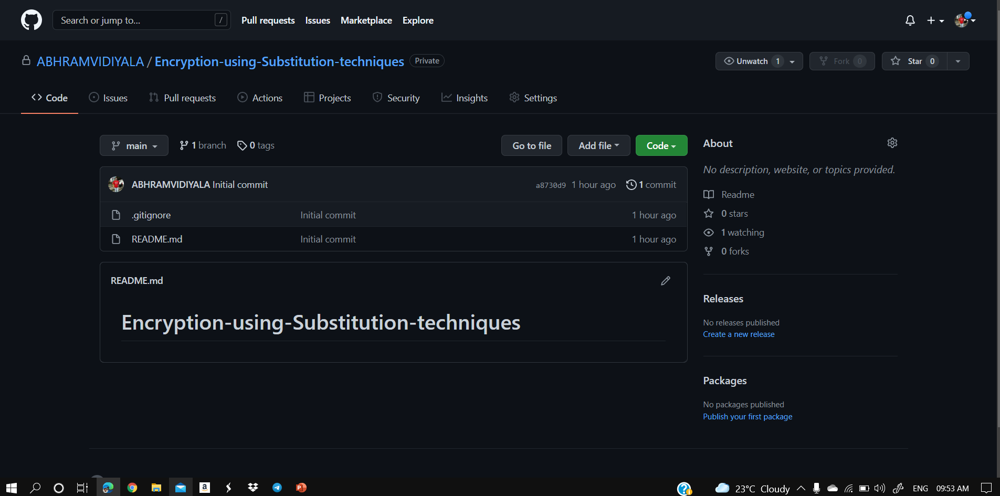 Search or jump to... /
Pull requests Issues Marketplace Explore
ABHRAMVIDIYALA / Encryption-using-Substitution-techniques Private
Unwatch 1 Fork 0 Star 0
Code Issues Pull requests Actions Projects Security Insights Settings
main 1 branch 0 tags Go to file Add file Code
ABHRAMVIDIYALA Initial commit a8730d9 1 hour ago 1 commit
.gitignore Initial commit 1 hour ago
README.md Initial commit 1 hour ago
README.md
Encryption-using-Substitution-techniques
About
No description, website, or topics provided.
Readme
0 stars
1 watching
0 forks
Releases
No releases published
Create a new release
Packages
No packages published
Publish your first package
23°C Cloudy ENG 09:53 AM